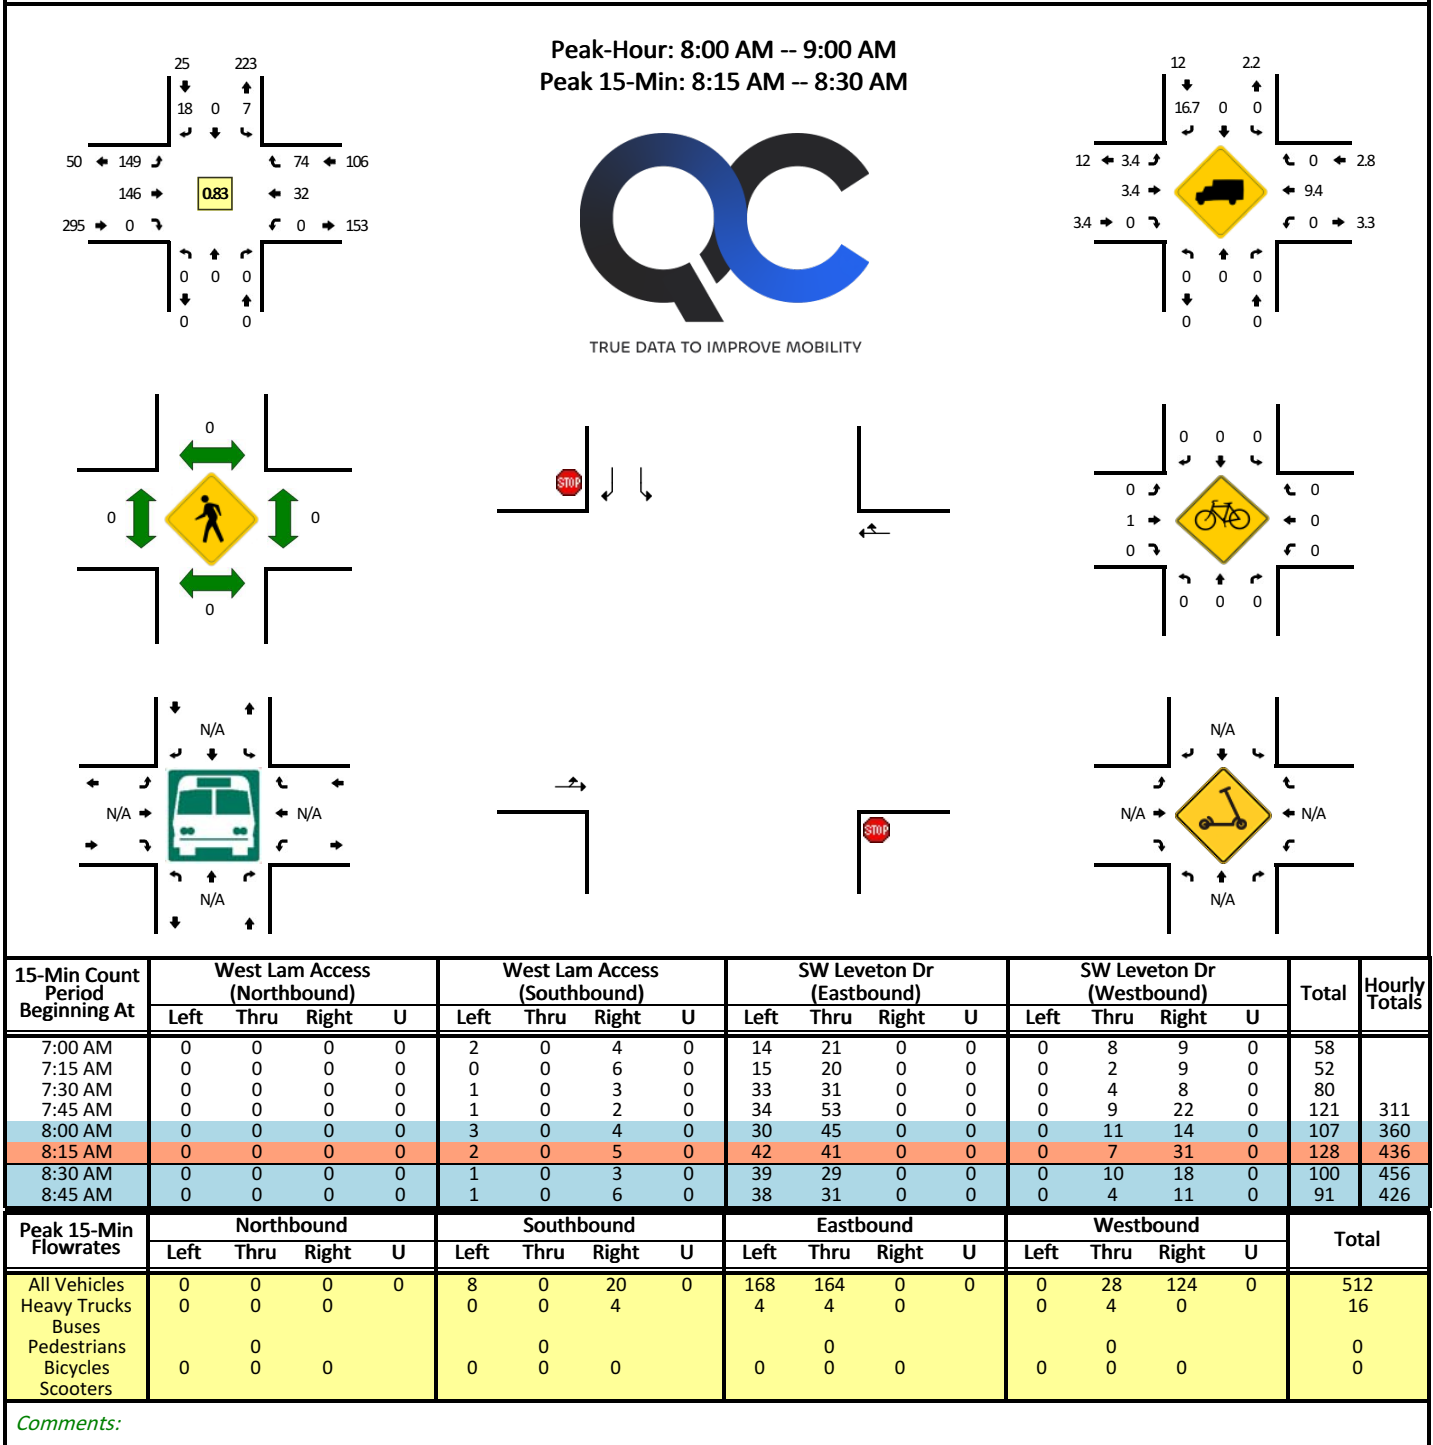 Peak-Hour: 8:00 AM -- 9:00 AM
Peak 15-Min: 8:15 AM -- 8:30 AM
25 223
18 0 7
50 149 74 106
146 0.83 32
295 0 0 153
0 0 0
0 0
QC
TRUE DATA TO IMPROVE MOBILITY
12 2.2
16.7 0 0
12 3.4 0 2.8
3.4 9.4
3.4 0 0 3.3
0 0 0
0 0
0
0 0
0
STOP
0 0 0
0 0
1 0
0 0
0 0 0
N/A
N/A N/A
N/A
STOP
N/A
N/A N/A
N/A
15-Min Count Period Beginning At West Lam Access (Northbound) West Lam Access (Southbound) SW Leveton Dr (Eastbound) SW Leveton Dr (Westbound) Total Hourly Totals
Left Thru Right U Left Thru Right U Left Thru Right U Left Thru Right U
7:00 AM 0 0 0 0 2 0 4 0 14 21 0 0 0 8 9 0 58
7:15 AM 0 0 0 0 0 0 6 0 15 20 0 0 0 2 9 0 52
7:30 AM 0 0 0 0 1 0 3 0 33 31 0 0 0 4 8 0 80
7:45 AM 0 0 0 0 1 0 2 0 34 53 0 0 0 9 22 0 121 311
8:00 AM 0 0 0 0 3 0 4 0 30 45 0 0 0 11 14 0 107 360
8:15 AM 0 0 0 0 2 0 5 0 42 41 0 0 0 7 31 0 128 436
8:30 AM 0 0 0 0 1 0 3 0 39 29 0 0 0 10 18 0 100 456
8:45 AM 0 0 0 0 1 0 6 0 38 31 0 0 0 4 11 0 91 426
Peak 15-Min Flowrates Northbound Southbound Eastbound Westbound Total
Left Thru Right U Left Thru Right U Left Thru Right U Left Thru Right U
All Vehicles 0 0 0 0 8 0 20 0 168 164 0 0 0 28 124 0 512
Heavy Trucks 0 0 0 0 0 4 4 4 0 0 4 0 16
Buses
Pedestrians 0 0 0 0 0
Bicycles 0 0 0 0 0 0 0 0 0 0 0 0 0
Scooters
Comments: